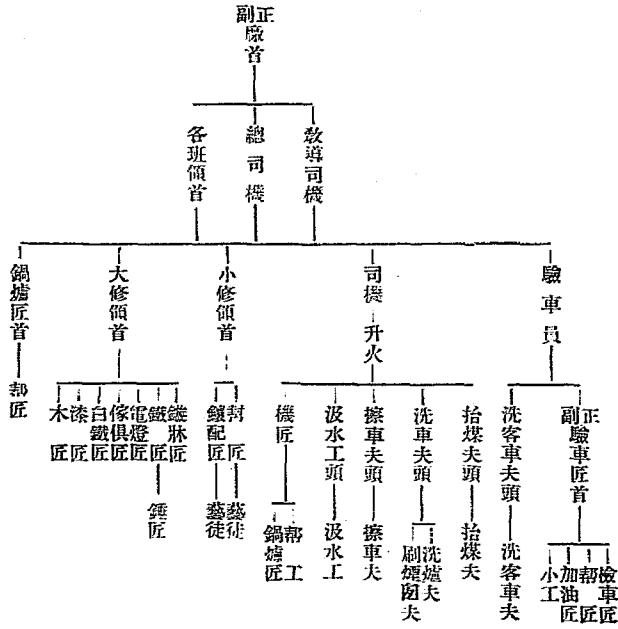 正副廠首
教導司機
總司機
各班領首
驗車員
司機
升火
小修領首
大修領首
鍋爐匠首
正副驗車匠首
洗客車夫頭
抬煤夫頭
洗車夫頭
擦車夫頭
汲水工頭
機匠
封匠
鑲配匠
鏇牀匠
鐵匠
電燈匠
傢俱匠
白鐵匠
漆匠
木匠
幇匠
檢車匠
幇匠
加油匠
小工
洗客車夫
抬煤夫
洗爐夫
刷煙囱夫
擦車夫
汲水工
幇工
鍋爐匠
藝徒
藝徒
錘匠